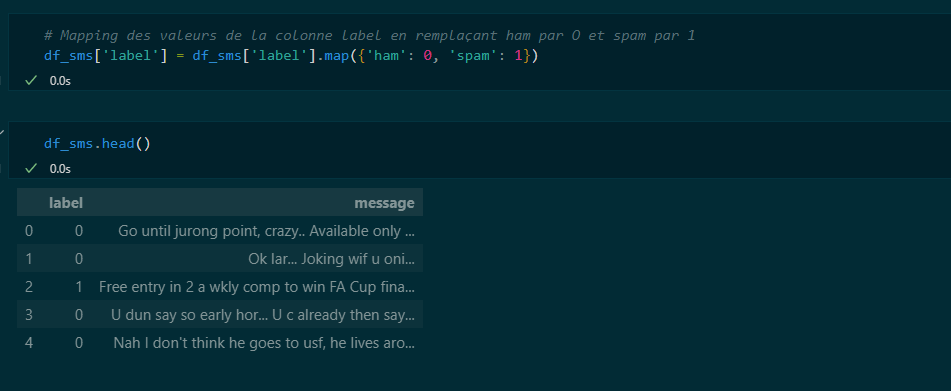 # Mapping des valeurs de la colonne label en remplaçant ham par O et spam par 1
df_sms['label'] = df_sms['label'].map({'ham': 0, 'spam': 1})
0.0s
df_sms.head()
0.0s
label message
0 0 Go until jurong point, crazy.. Available only ...
1 0 Ok lar... Joking wif u oni...
2 1 Free entry in 2 a wkly comp to win FA Cup fina...
3 0 U dun say so early hor... U c already then say...
4 0 Nah I don't think he goes to usf, he lives aro...